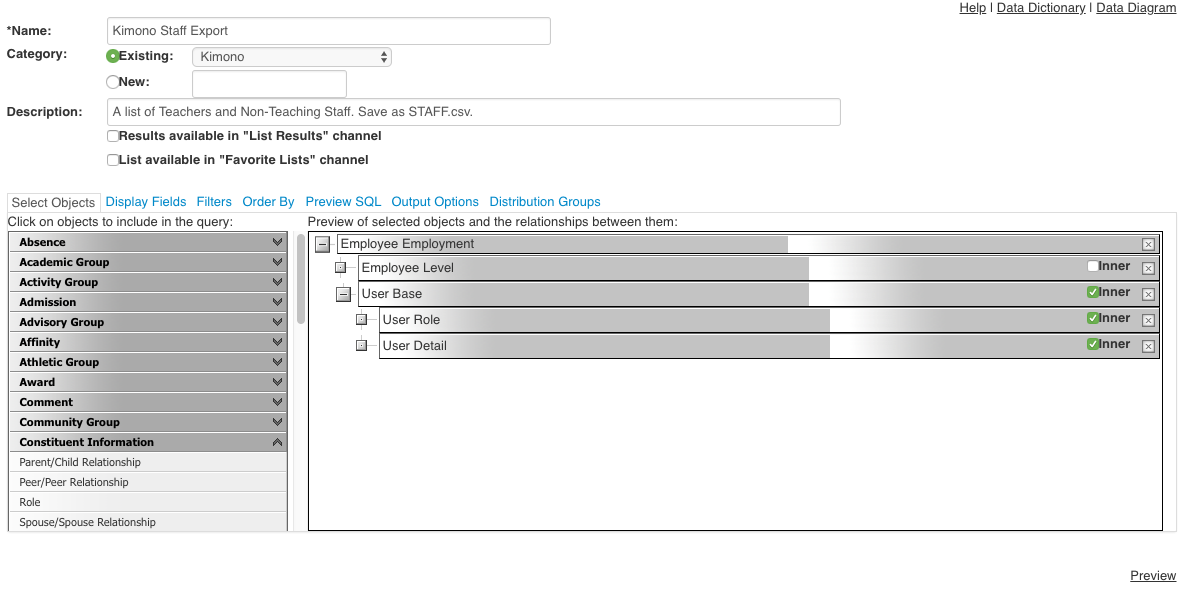 Help | Data Dictionary | Data Diagram
*Name: Kimono Staff Export
Category: Existing: Kimono
New:
Description: A list of Teachers and Non-Teaching Staff. Save as STAFF.csv.
Results available in "List Results" channel
List available in "Favorite Lists" channel
Select Objects Display Fields Filters Order By Preview SQL Output Options Distribution Groups
Click on objects to include in the query: Preview of selected objects and the relationships between them:
Absence
Academic Group
Activity Group
Admission
Advisory Group
Affinity
Athletic Group
Award
Comment
Community Group
Constituent Information
Parent/Child Relationship
Peer/Peer Relationship
Role
Spouse/Spouse Relationship
Employee Employment
Employee Level Inner
User Base Inner
User Role Inner
User Detail Inner
Preview